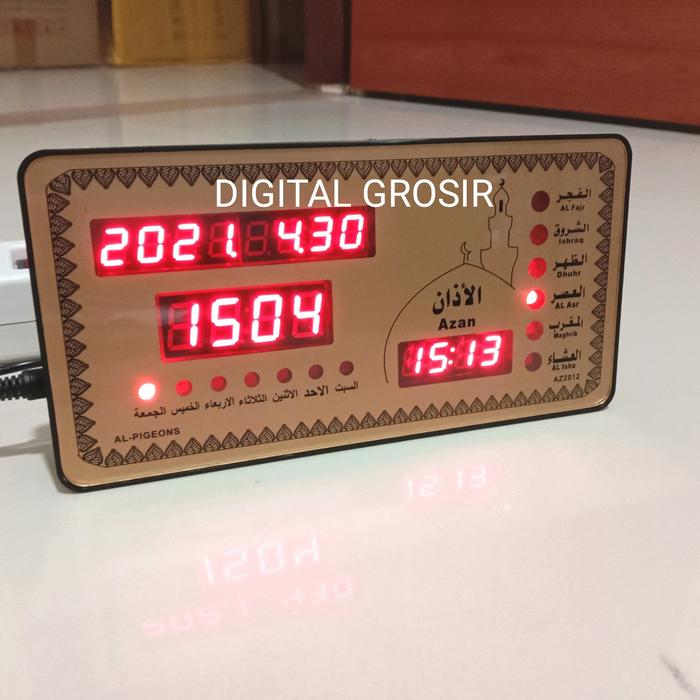 DIGITAL GROSIR
2021. 4.30
1504
السبت الاحد الاثنين الثلاثاء الاربعاء الخميس الجمعة
AL-PIGEONS
الأذان
Azan
15:13
الفجر
AL Fajr
الشروق
Ishraq
الظهر
Dhuhr
العصر
AL Asr
المغرب
Maghrib
العشاء
AL Isha
AZ2012